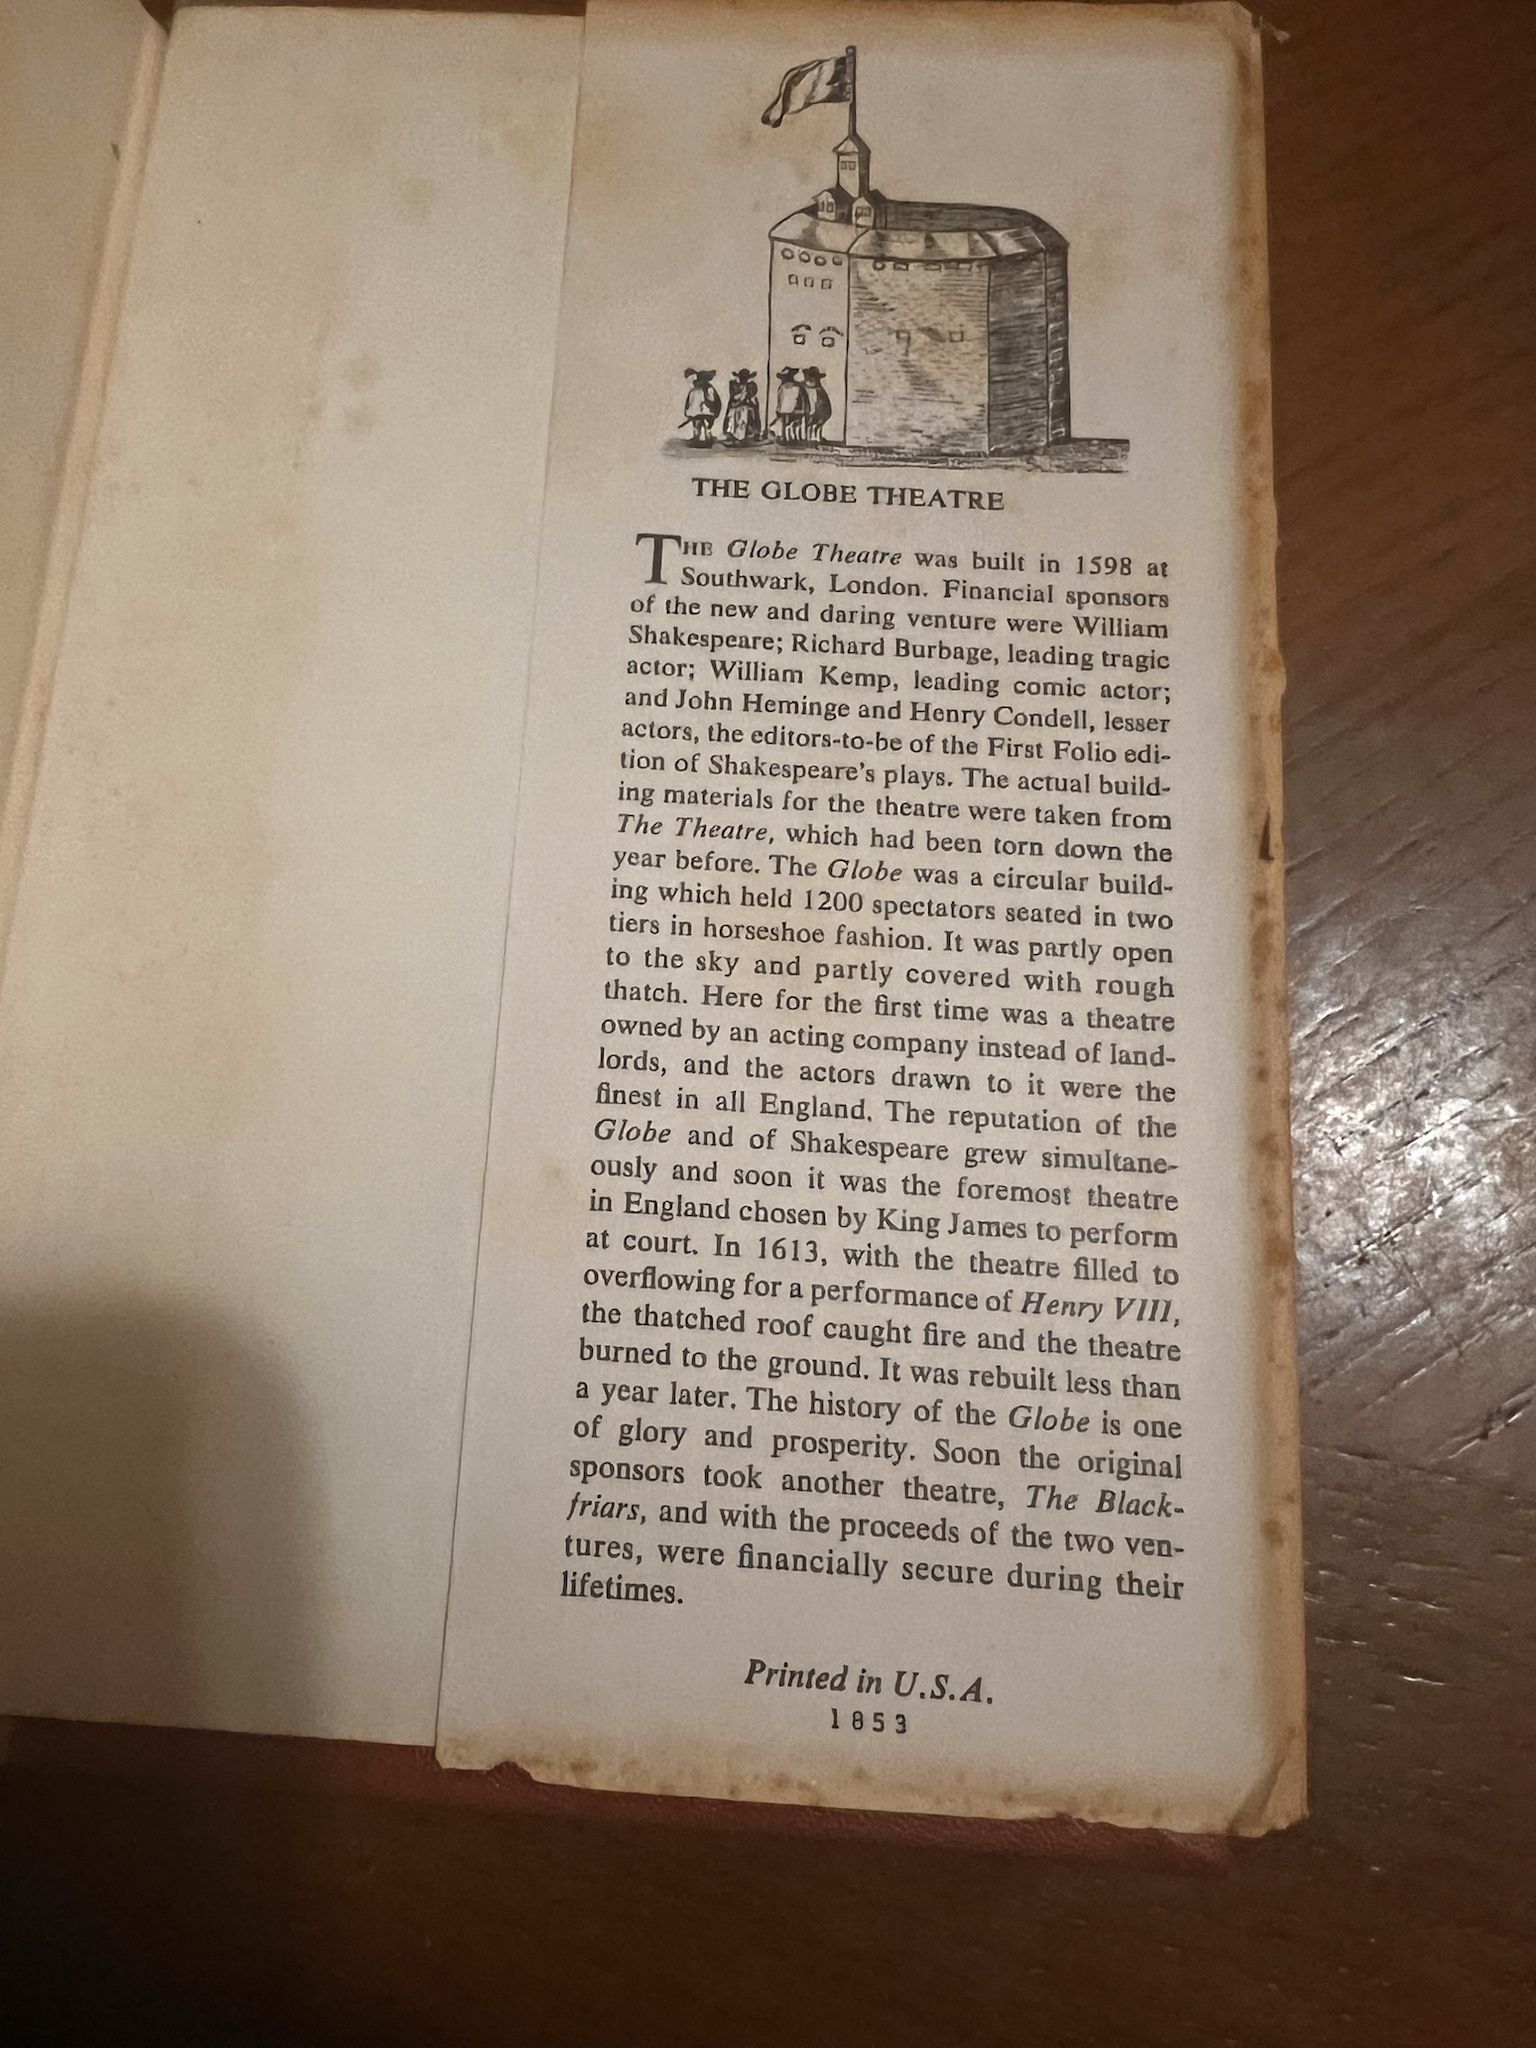 THE GLOBE THEATRE
THE Globe Theatre was built in 1598 at
Southwark, London. Financial sponsors
of the new and daring venture were William
Shakespeare; Richard Burbage, leading tragic
actor; William Kemp, leading comic actor;
and John Heminge and Henry Condell, lesser
actors, the editors-to-be of the First Folio edi-
tion of Shakespeare's plays. The actual build-
ing materials for the theatre were taken from
The Theatre, which had been torn down the
year before. The Globe was a circular build-
ing which held 1200 spectators seated in two
tiers in horseshoe fashion. It was partly open
to the sky and partly covered with rough
thatch. Here for the first time was a theatre
owned by an acting company instead of land-
lords, and the actors drawn to it were the
finest in all England. The reputation of the
Globe and of Shakespeare grew simultane-
ously and soon it was the foremost theatre
in England chosen by King James to perform
at court. In 1613, with the theatre filled to
overflowing for a performance of Henry VIII,
the thatched roof caught fire and the theatre
burned to the ground. It was rebuilt less than
a year later. The history of the Globe is one
of glory and prosperity. Soon the original
sponsors took another theatre, The Black-
friars, and with the proceeds of the two ven-
tures, were financially secure during their
lifetimes.
Printed in U.S.A.
1853